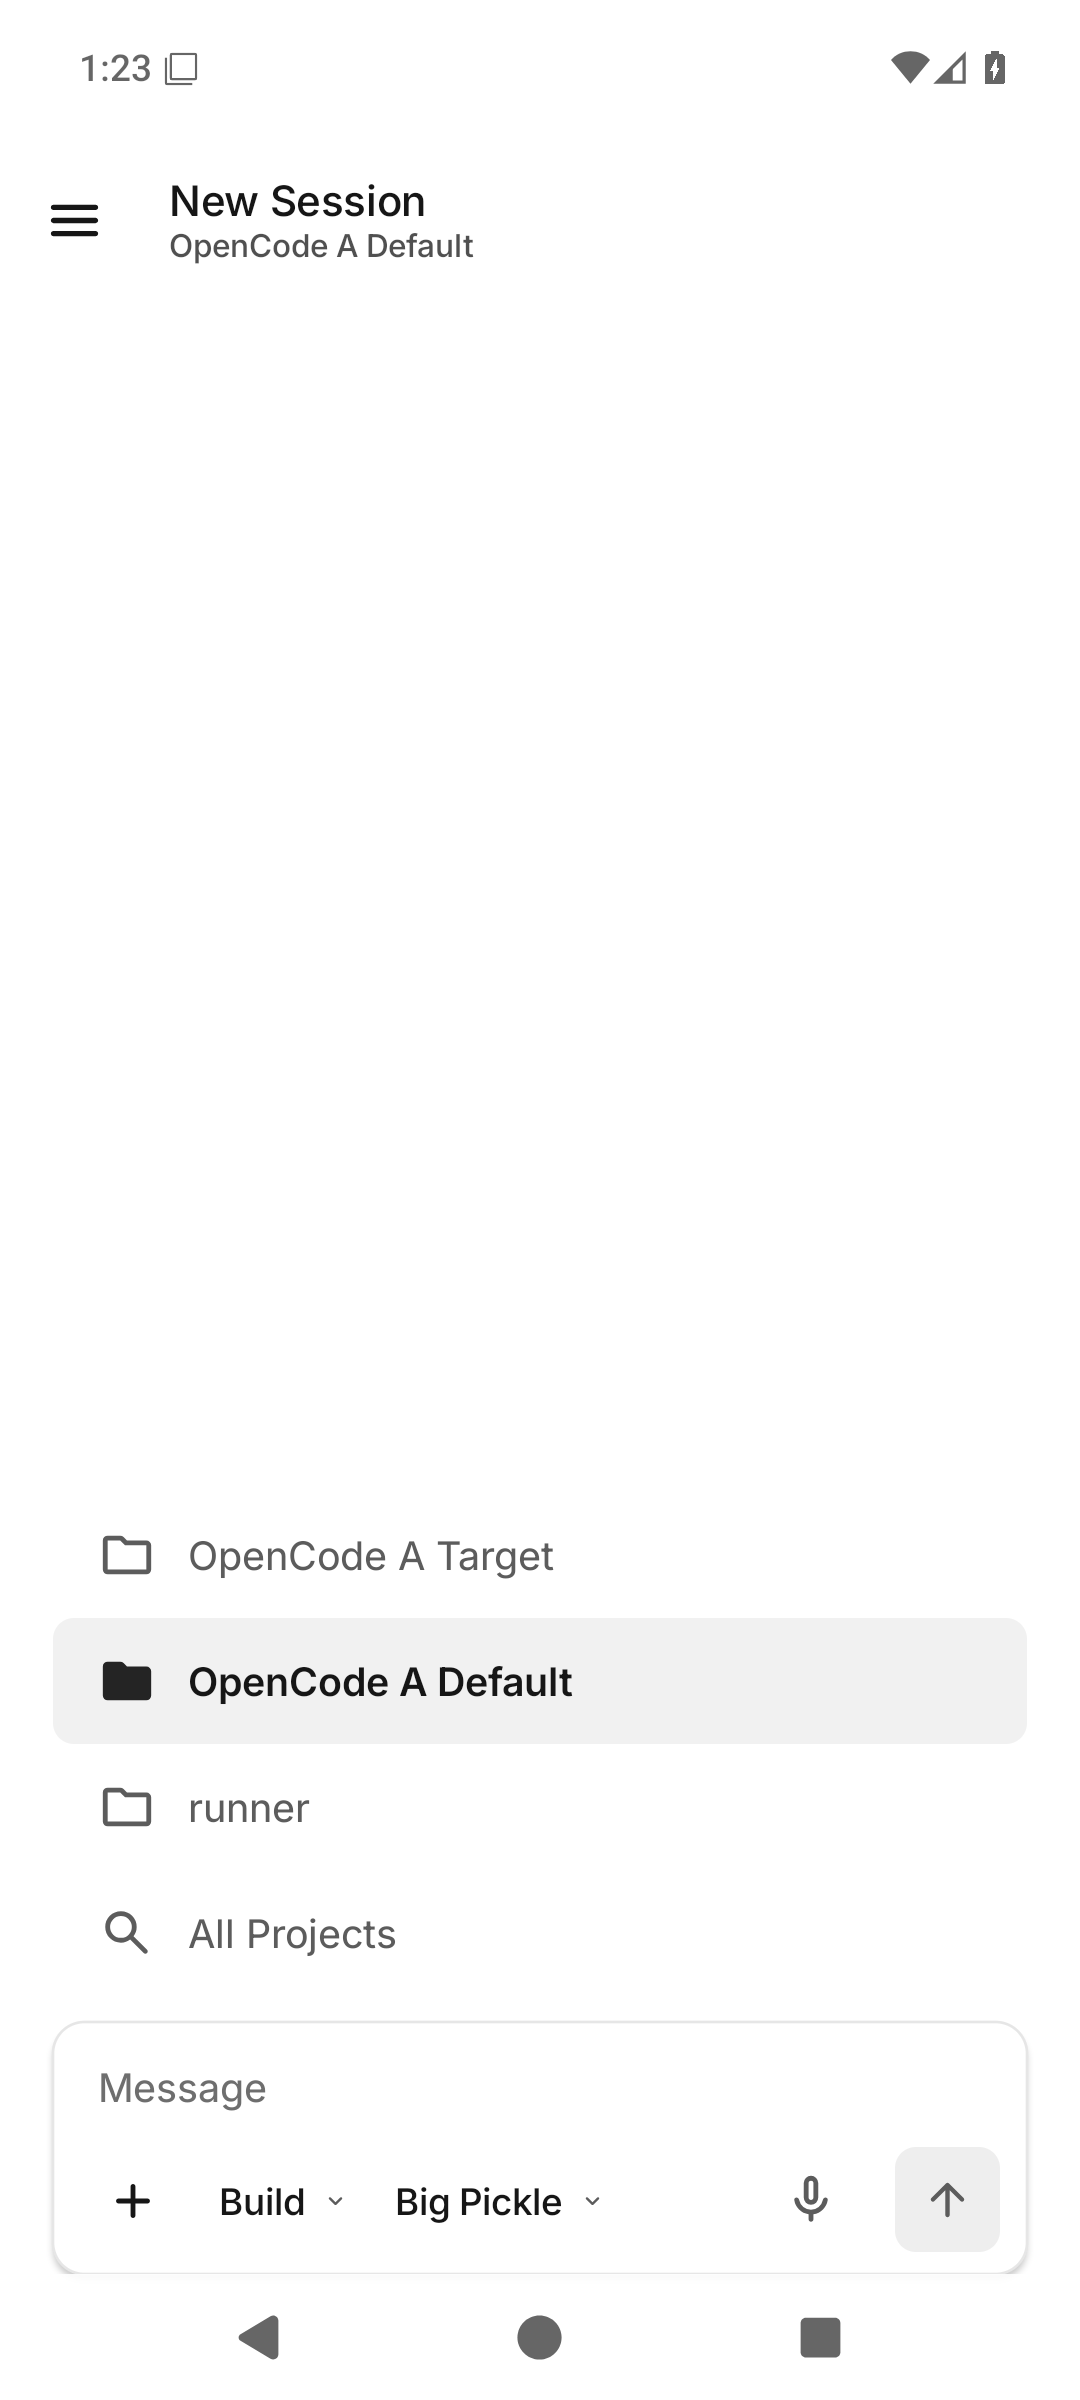 1:23
New Session
OpenCode A Default
OpenCode A Target
OpenCode A Default
runner
All Projects
Message
Build
Big Pickle